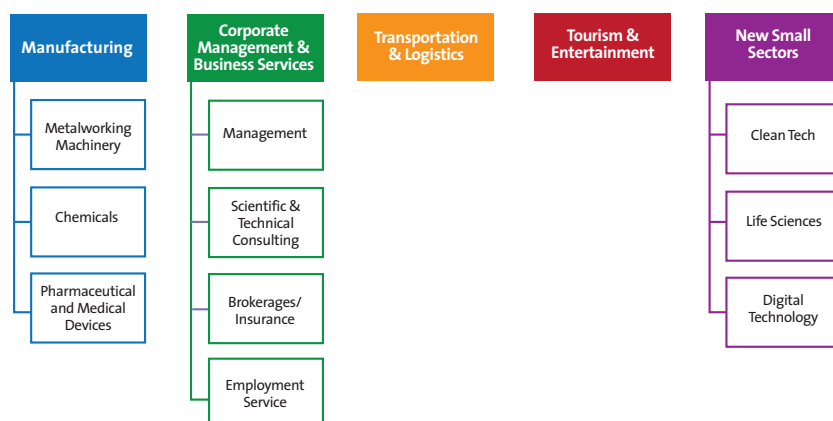 Manufacturing
Metalworking
Machinery
Chemicals
Pharmaceutical
and Medical
Devices
Corporate
Management &
Business Services
Management
Scientific &
Technical
Consulting
Brokerages/
Insurance
Employment
Service
Transportation
& Logistics
Tourism &
Entertainment
New Small
Sectors
Clean Tech
Life Sciences
Digital
Technology